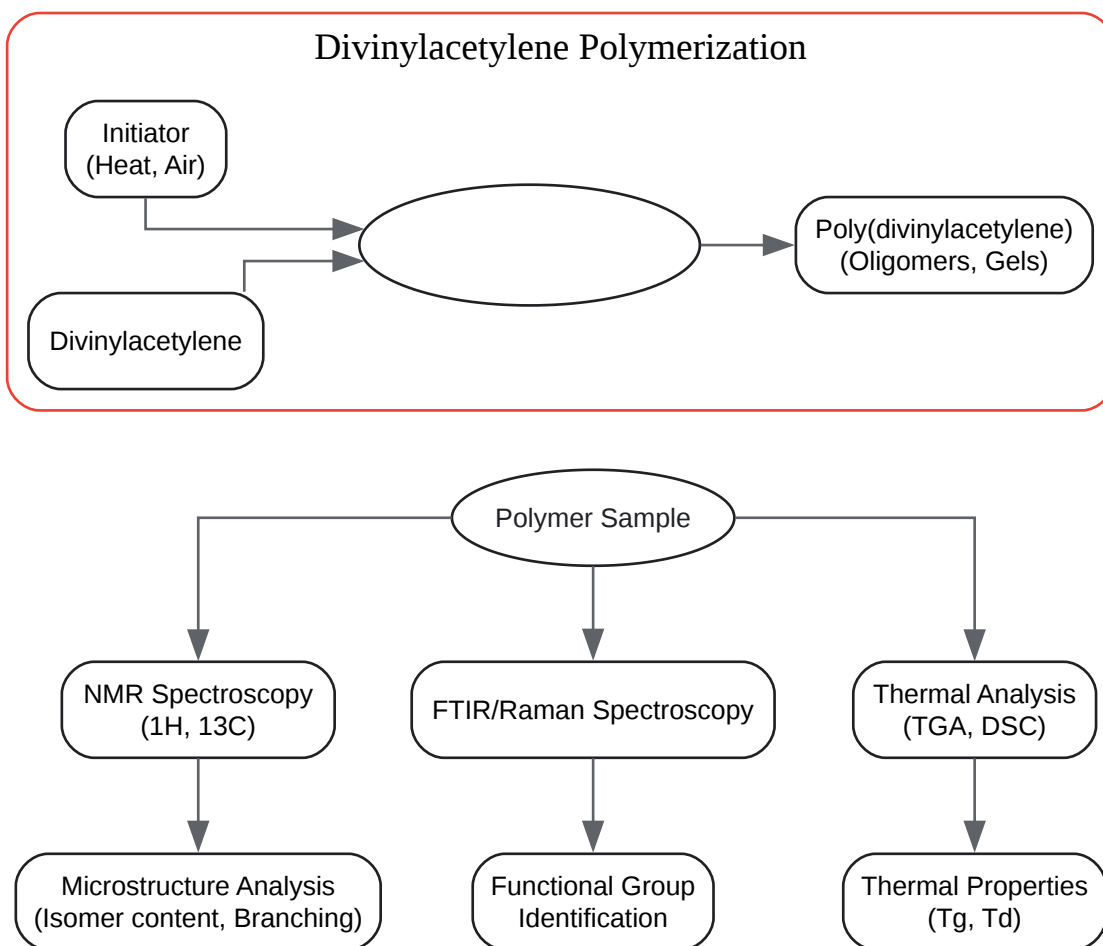 Divinylacetylene Polymerization
Initiator
(Heat, Air)
Divinylacetylene
Poly(divinylacetylene)
(Oligomers, Gels)
Polymer Sample
NMR Spectroscopy
(1H, 13C)
FTIR/Raman Spectroscopy
Thermal Analysis
(TGA, DSC)
Microstructure Analysis
(Isomer content, Branching)
Functional Group
Identification
Thermal Properties
(Tg, Td)